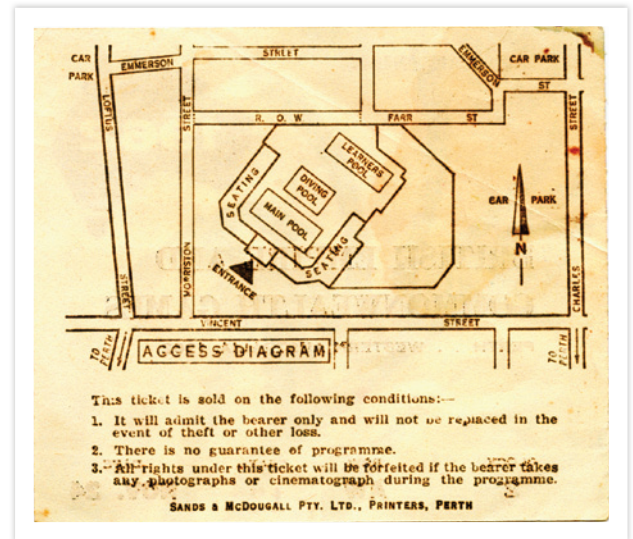 CAR PARK
EMMERSON
STREET
EMMERSON
CAR PARK
ST
LOFTUS
STREET
STREET
R. O. W
FARR ST
LEARNERS POOL
DIVING POOL
MAIN POOL
SEATING
SEATING
CAR PARK
N
ENTRANCE
MORRISTON
STREET
CHARLES
VINCENT STREET
TO PERTH
ACCESS DIAGRAM
TO PERTH
This ticket is sold on the following conditions:—
1. It will admit the bearer only and will not be replaced in the
event of theft or other loss.
2. There is no guarantee of programme.
3. All rights under this ticket will be forfeited if the bearer takes
any photographs or cinematograph during the programme.
SANDS & McDOUGALL PTY. LTD., PRINTERS, PERTH